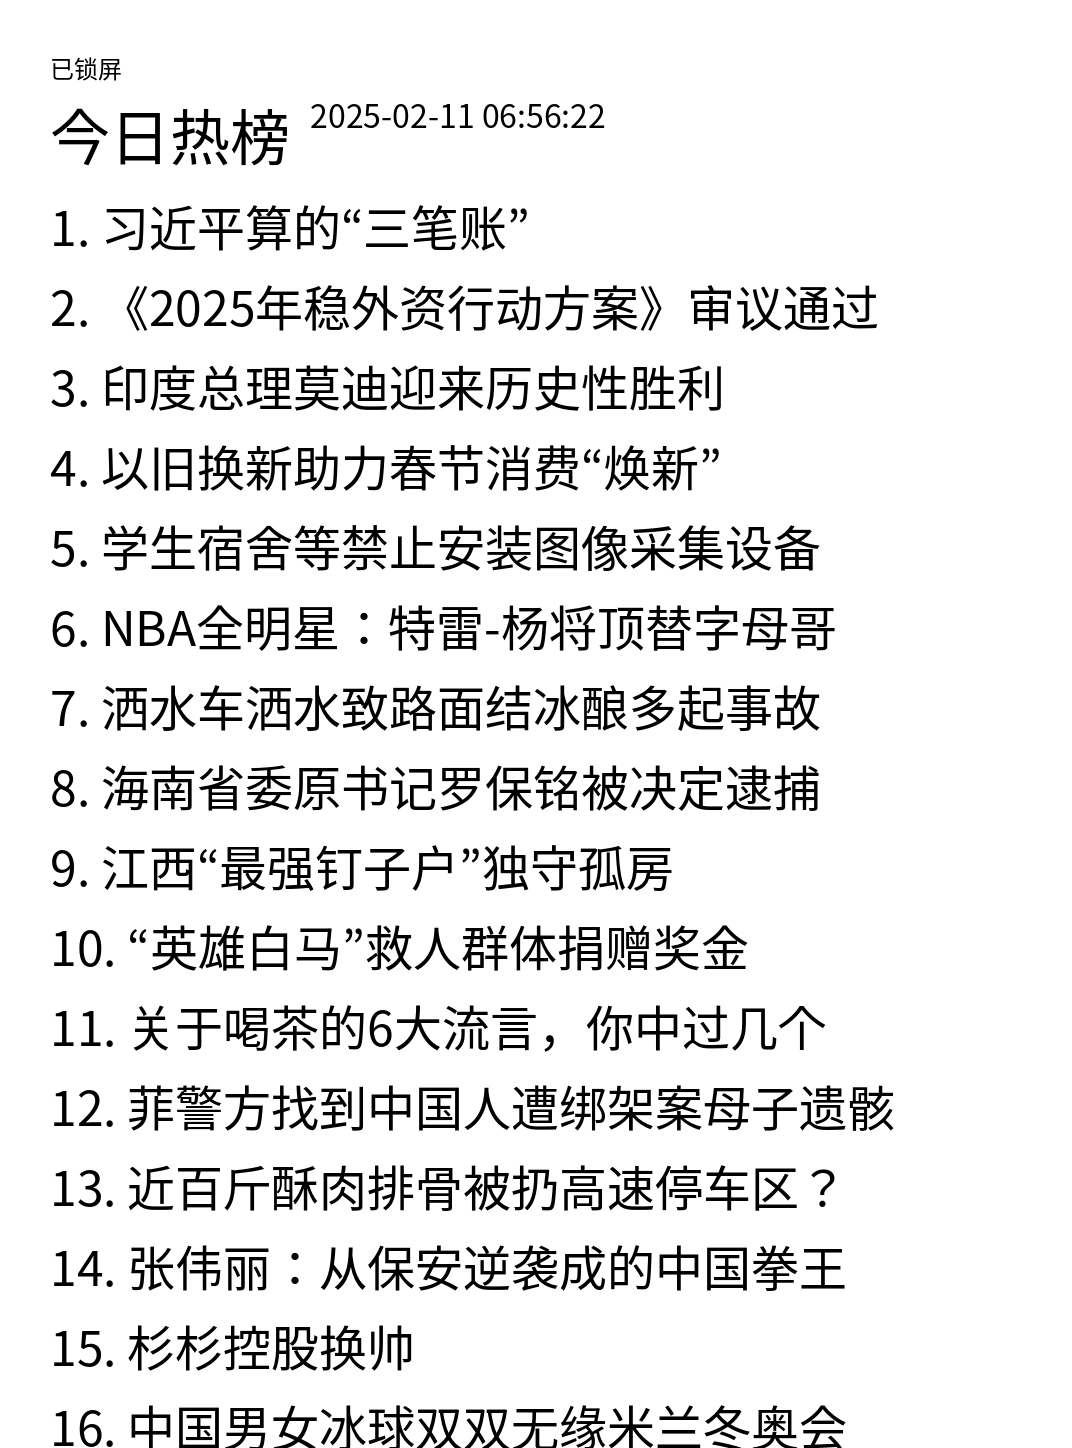 已锁屏
今日热榜 2025-02-11 06:56:22
1. 习近平算的“三笔账”
2. 《2025年稳外资行动方案》审议通过
3. 印度总理莫迪迎来历史性胜利
4. 以旧换新助力春节消费“焕新”
5. 学生宿舍等禁止安装图像采集设备
6. NBA全明星：特雷-杨将顶替字母哥
7. 洒水车洒水致路面结冰酿多起事故
8. 海南省委原书记罗保铭被决定逮捕
9. 江西“最强钉子户”独守孤房
10. “英雄白马”救人群体捐赠奖金
11. 关于喝茶的6大流言，你中过几个
12. 菲警方找到中国人遭绑架案母子遗骸
13. 近百斤酥肉排骨被扔高速停车区？
14. 张伟丽：从保安逆袭成的中国拳王
15. 杉杉控股换帅
16. 中国男女冰球双双无缘米兰冬奥会